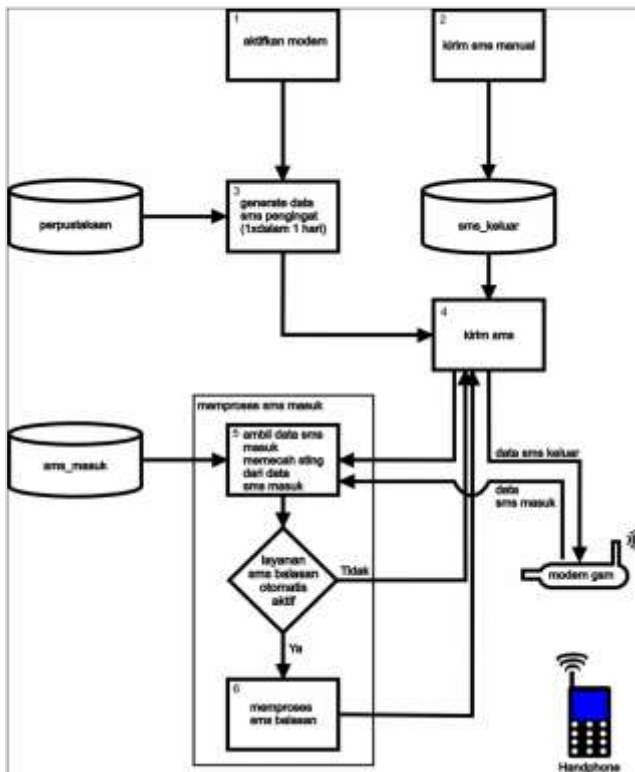 1
aktifkan modem
2
kirim sms manual
perpustakaan
3
generate data
sms pengingat
(1xdalam 1 hari)
sms_keluar
4
kirim sms
memproses sms masuk
sms_masuk
5
ambil data sms
masuk
memecah sting
dari data
sms masuk
data sms keluar
data
sms masuk
layanan
sms balasan
otomatis
aktif
Tidak
Ya
modem gsm
6
memproses
sms balasan
Handphone